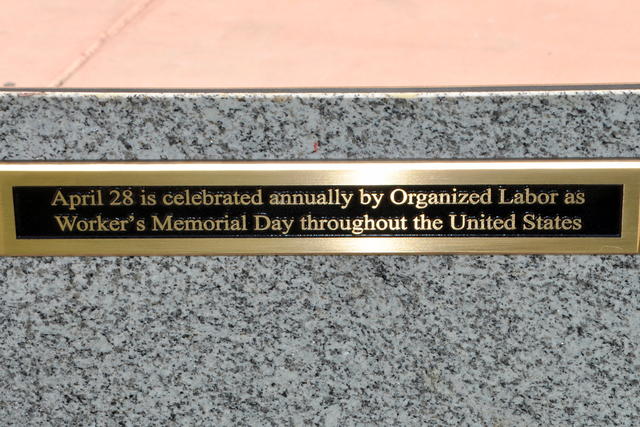 April 28 is celebrated annually by Organized Labor as
Worker's Memorial Day throughout the United States